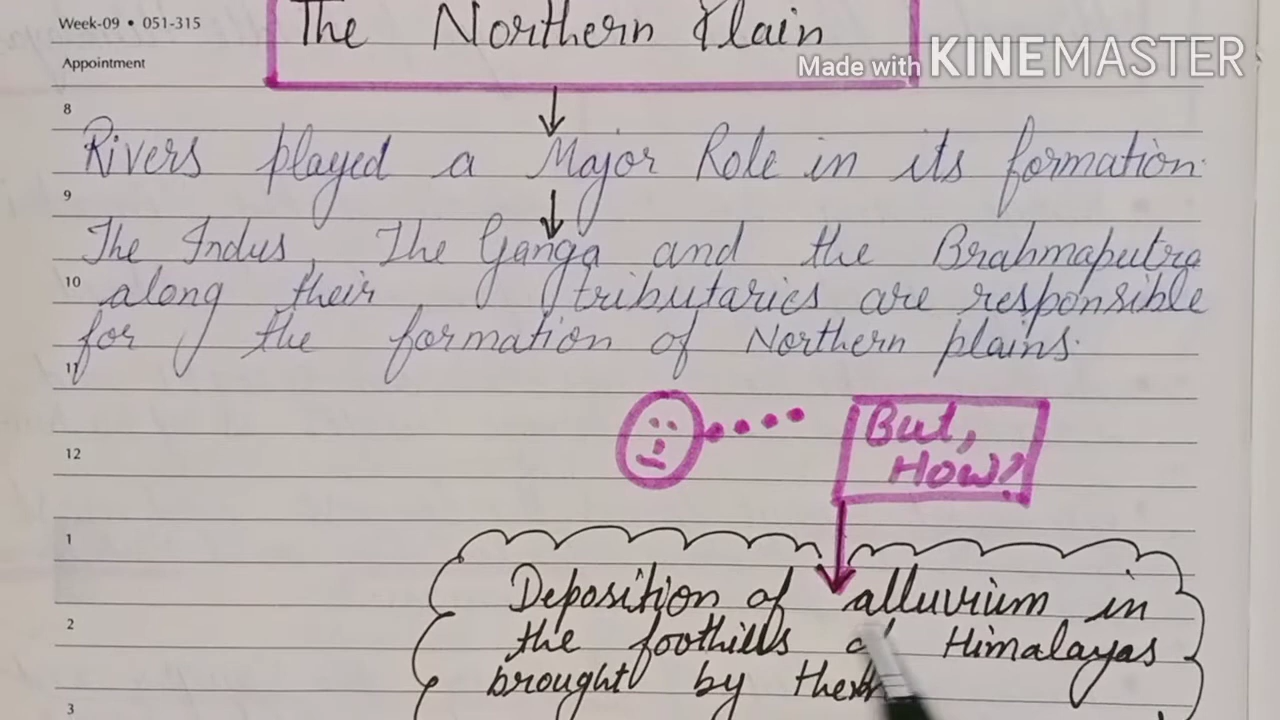 Week-09 • 051-315
The Northern Plain
Made with KINEMASTER
Appointment
8
Rivers played a Major Role in its formation.
9
The Indus, The Ganga and the Brahmaputra
10
along their tributaries are responsible
for the formation of Northern plains.
11
But,
How?
12
1
Deposition of alluvium in
2
the foothills of Himalayas
brought by them
3